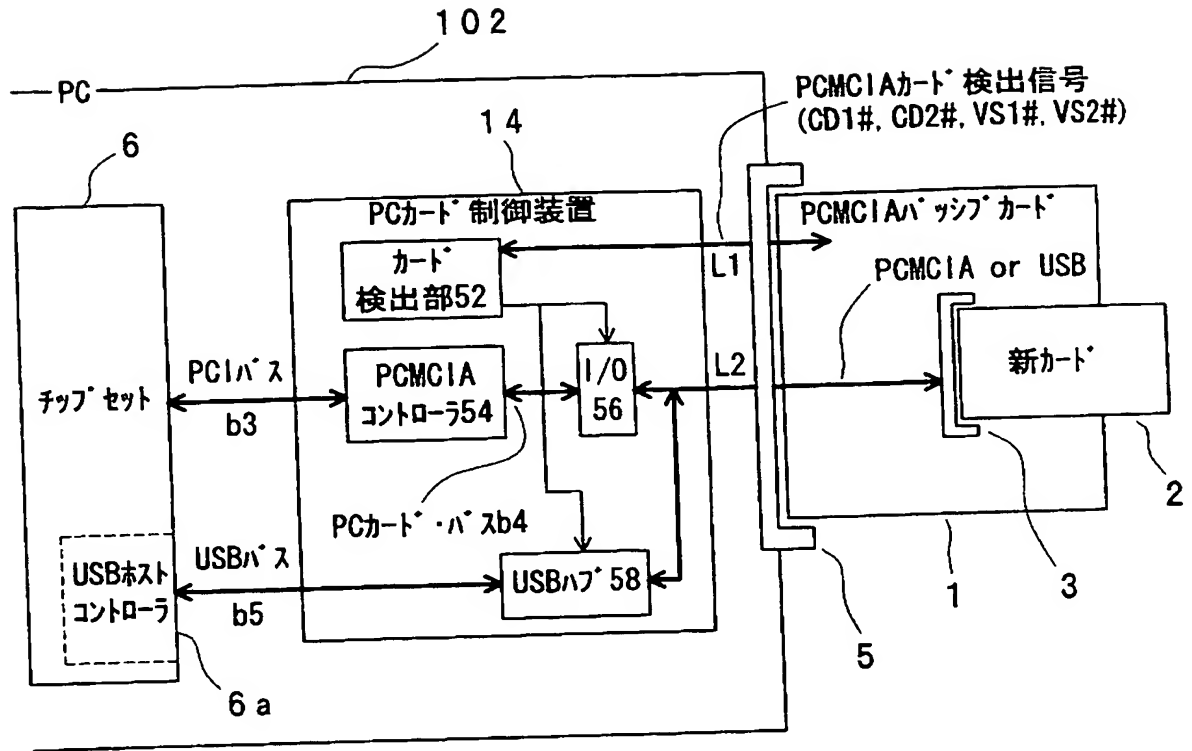 102
PC
PCMCIAカード検出信号
(CD1#, CD2#, VS1#, VS2#)
6
14
PCカード制御装置
カード
検出部52
L1
PCMCIAパッシブカード
PCMCIA or USB
PCIバス
b3
チップセット
PCMCIA
コントローラ54
I/O
56
L2
新カード
PCカード・バスb4
2
USBホスト
コントローラ
USBバス
b5
USBハブ58
5
1
3
6a